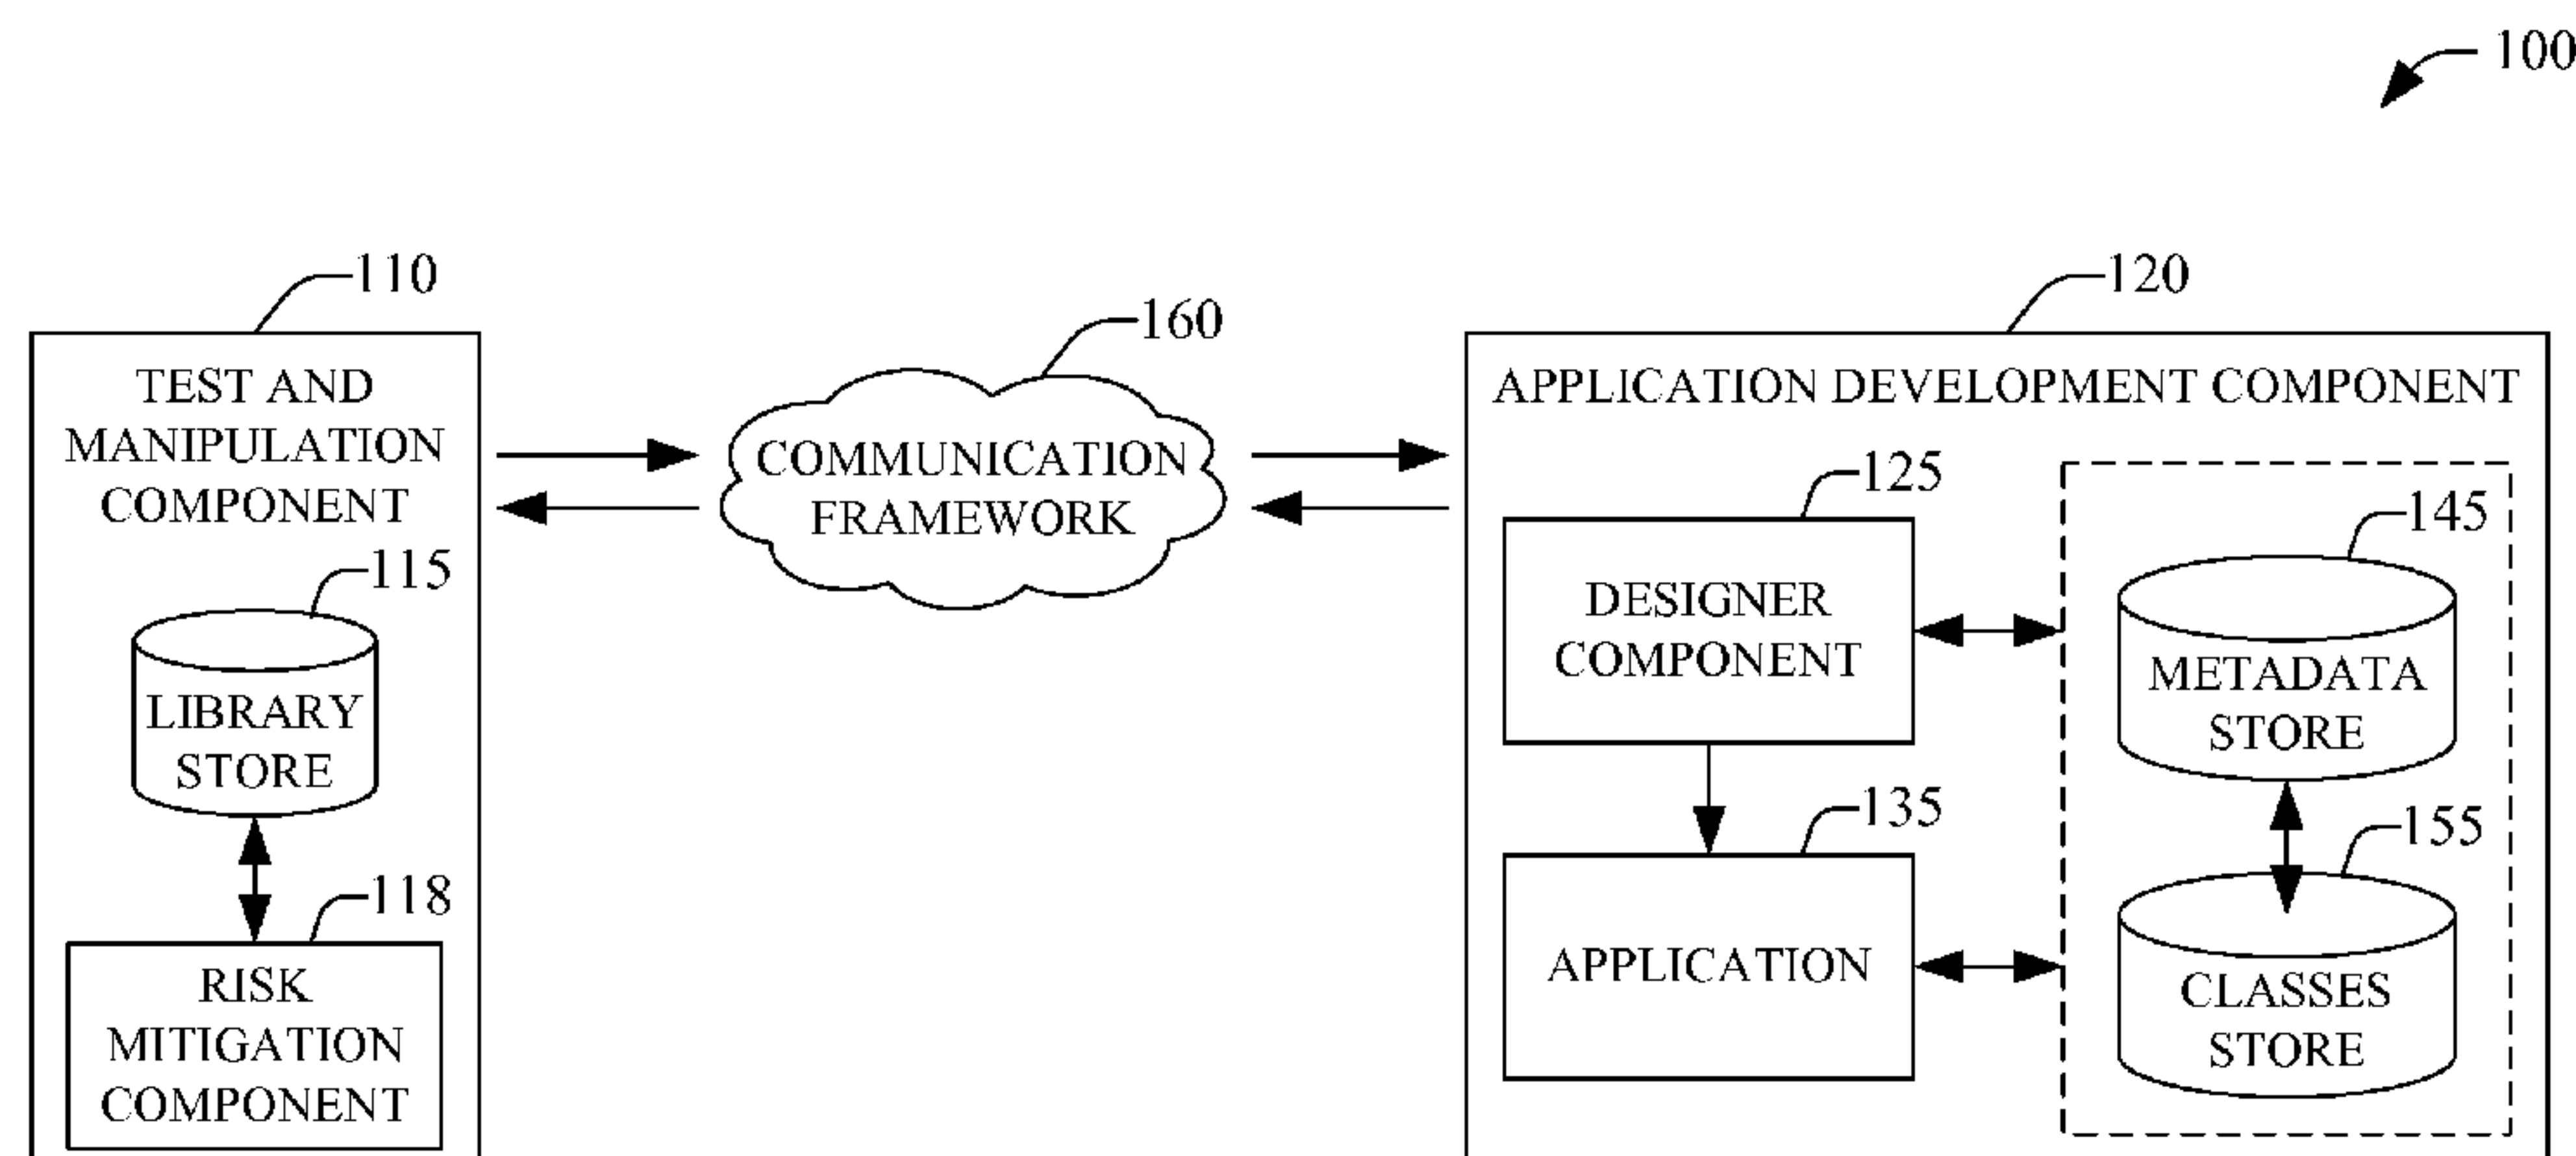 100
110
TEST AND
MANIPULATION
COMPONENT
115
LIBRARY
STORE
118
RISK
MITIGATION
COMPONENT
160
COMMUNICATION
FRAMEWORK
120
APPLICATION DEVELOPMENT COMPONENT
125
DESIGNER
COMPONENT
135
APPLICATION
145
METADATA
STORE
155
CLASSES
STORE